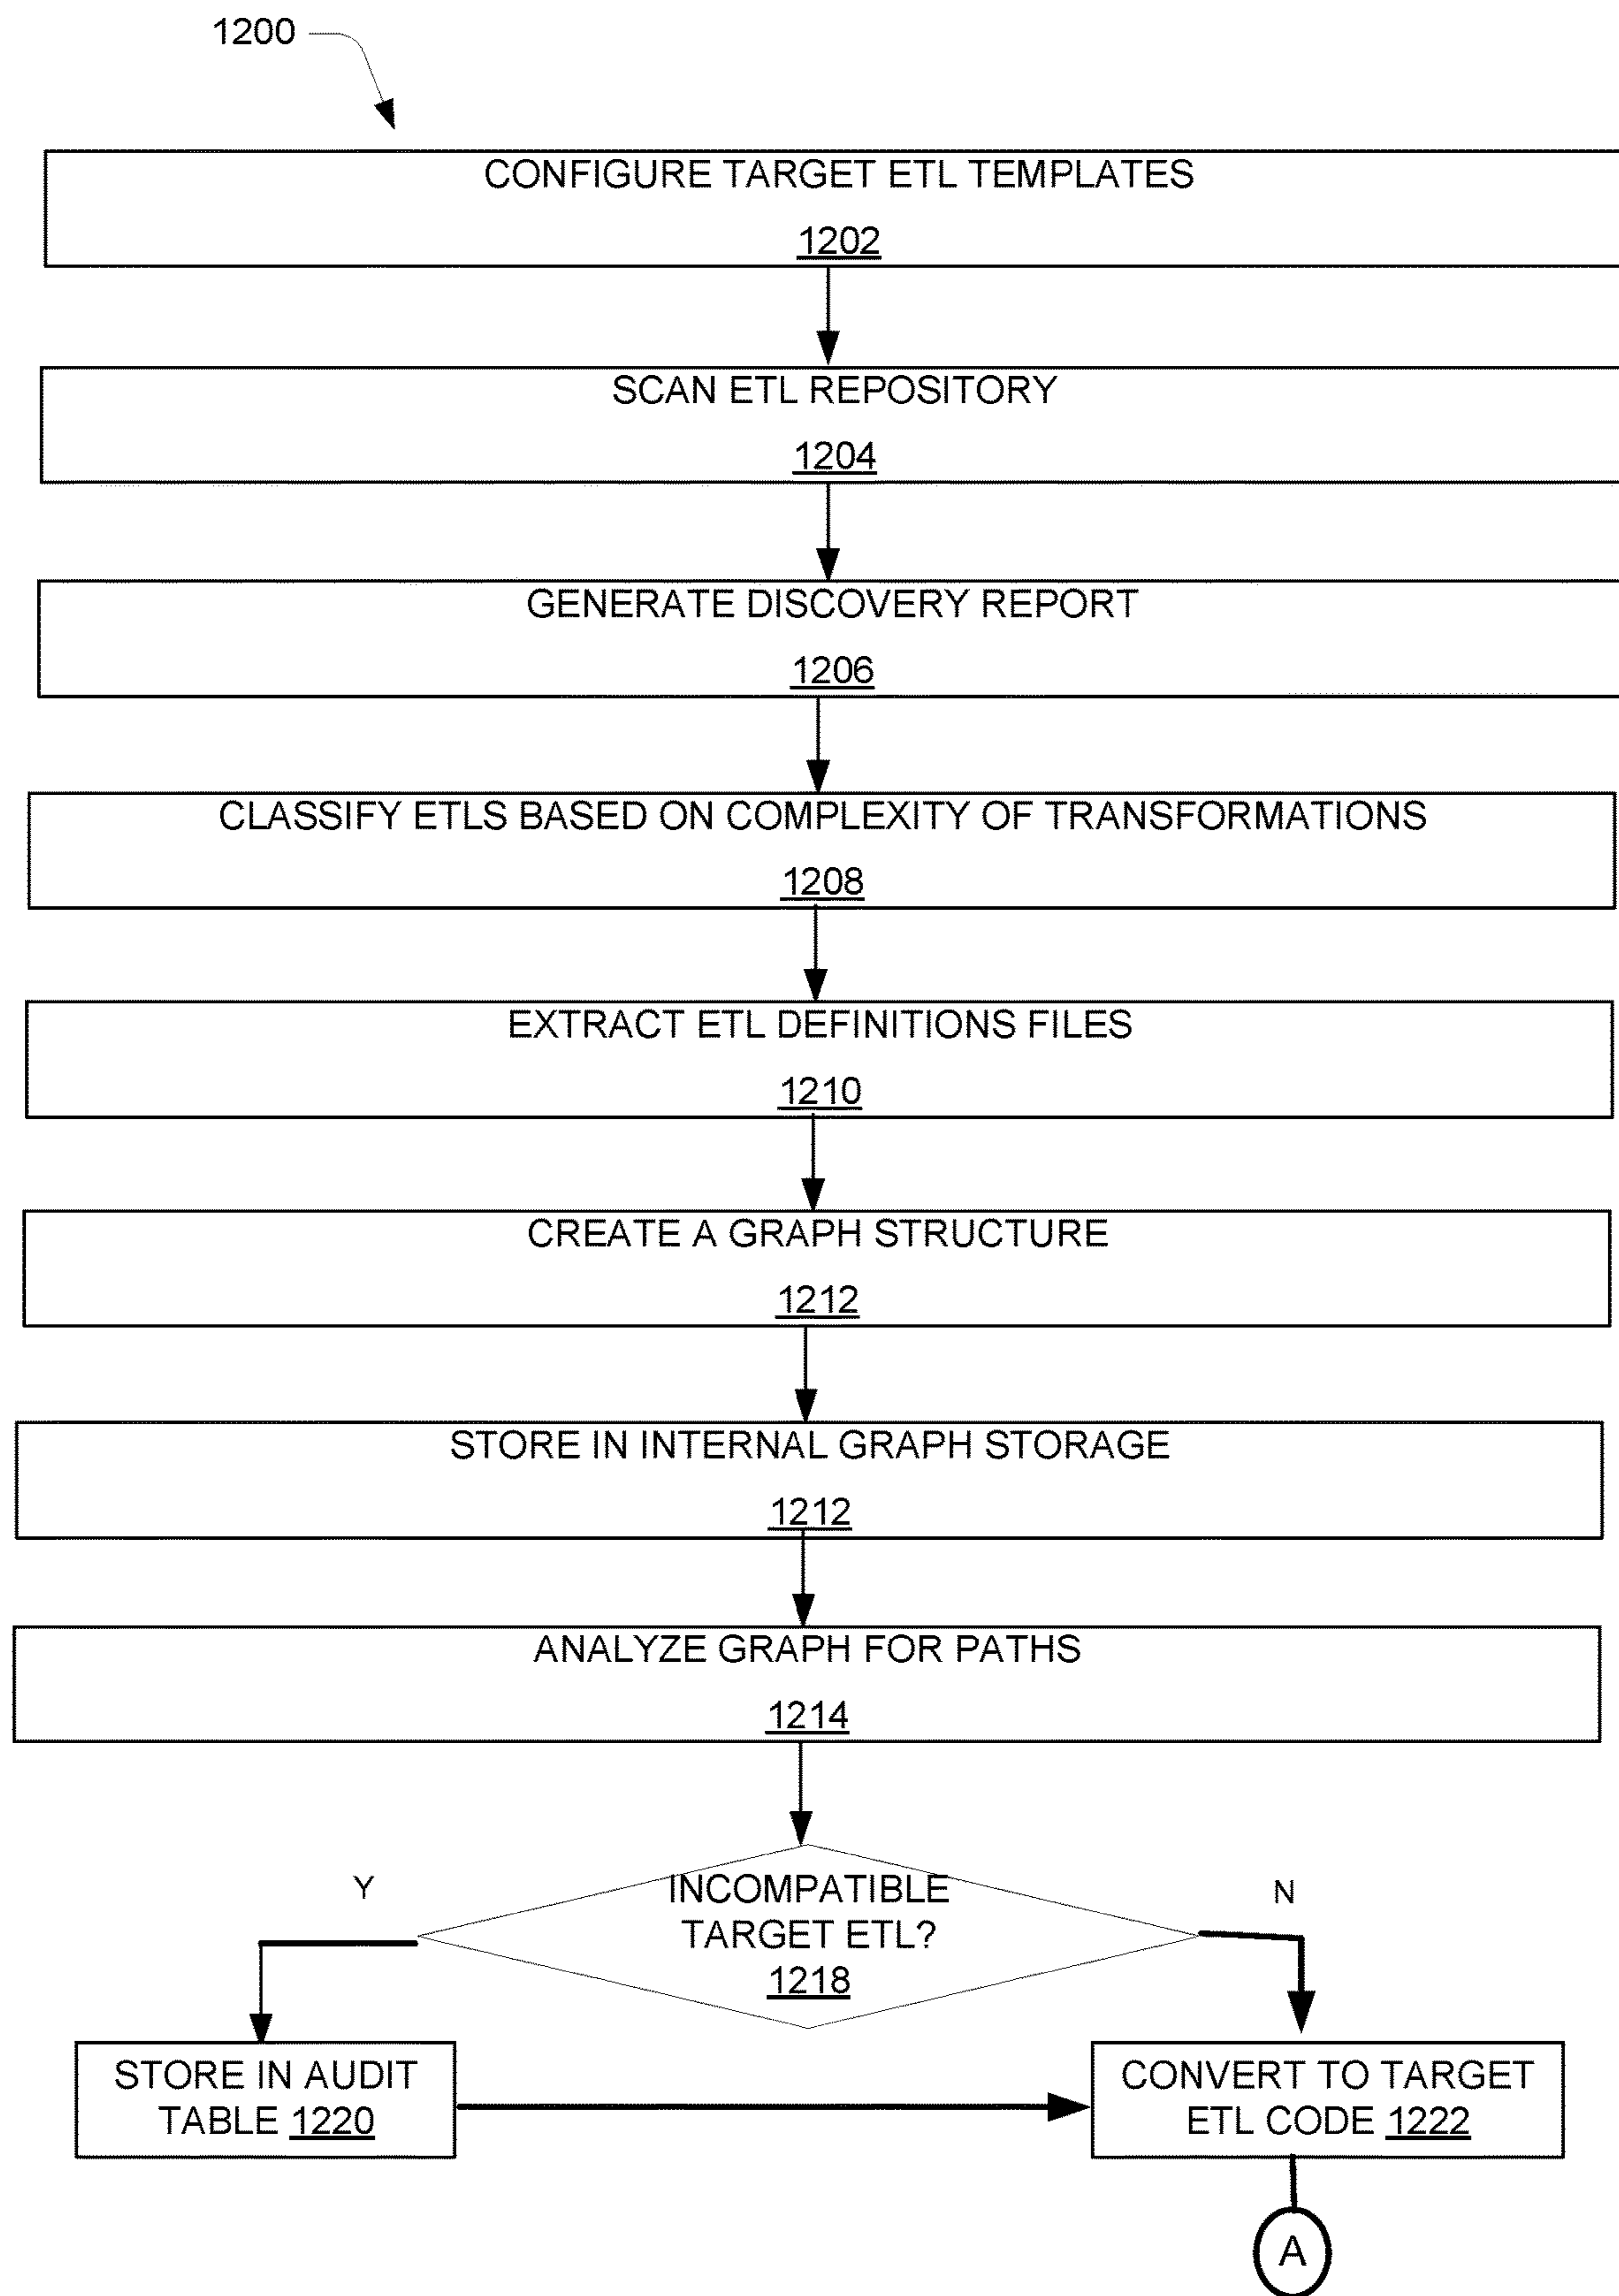 1200
CONFIGURE TARGET ETL TEMPLATES
1202
SCAN ETL REPOSITORY
1204
GENERATE DISCOVERY REPORT
1206
CLASSIFY ETLS BASED ON COMPLEXITY OF TRANSFORMATIONS
1208
EXTRACT ETL DEFINITIONS FILES
1210
CREATE A GRAPH STRUCTURE
1212
STORE IN INTERNAL GRAPH STORAGE
1212
ANALYZE GRAPH FOR PATHS
1214
Y
INCOMPATIBLE
TARGET ETL?
1218
N
STORE IN AUDIT
TABLE 1220
CONVERT TO TARGET
ETL CODE 1222
A